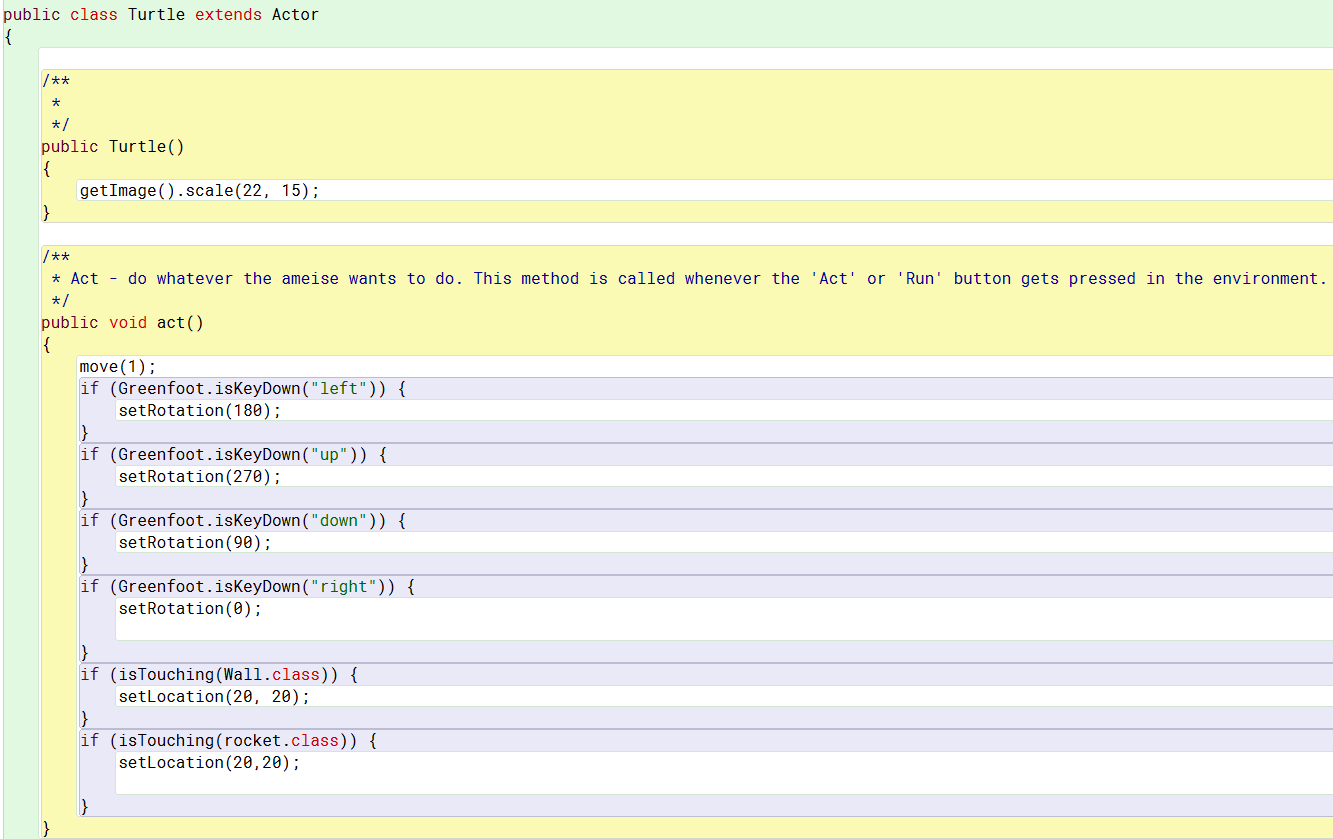 public class Turtle extends Actor
{
/**
*
*/
public Turtle()
{
getImage().scale(22, 15);
}
/**
* Act - do whatever the ameise wants to do. This method is called whenever the 'Act' or 'Run' button gets pressed in the environment.
*/
public void act()
{
move(1);
if (Greenfoot.isKeyDown("left")) {
setRotation(180);
}
if (Greenfoot.isKeyDown("up")) {
setRotation(270);
}
if (Greenfoot.isKeyDown("down")) {
setRotation(90);
}
if (Greenfoot.isKeyDown("right")) {
setRotation(0);
}
if (isTouching(Wall.class)) {
setLocation(20, 20);
}
if (isTouching(rocket.class)) {
setLocation(20,20);
}
}